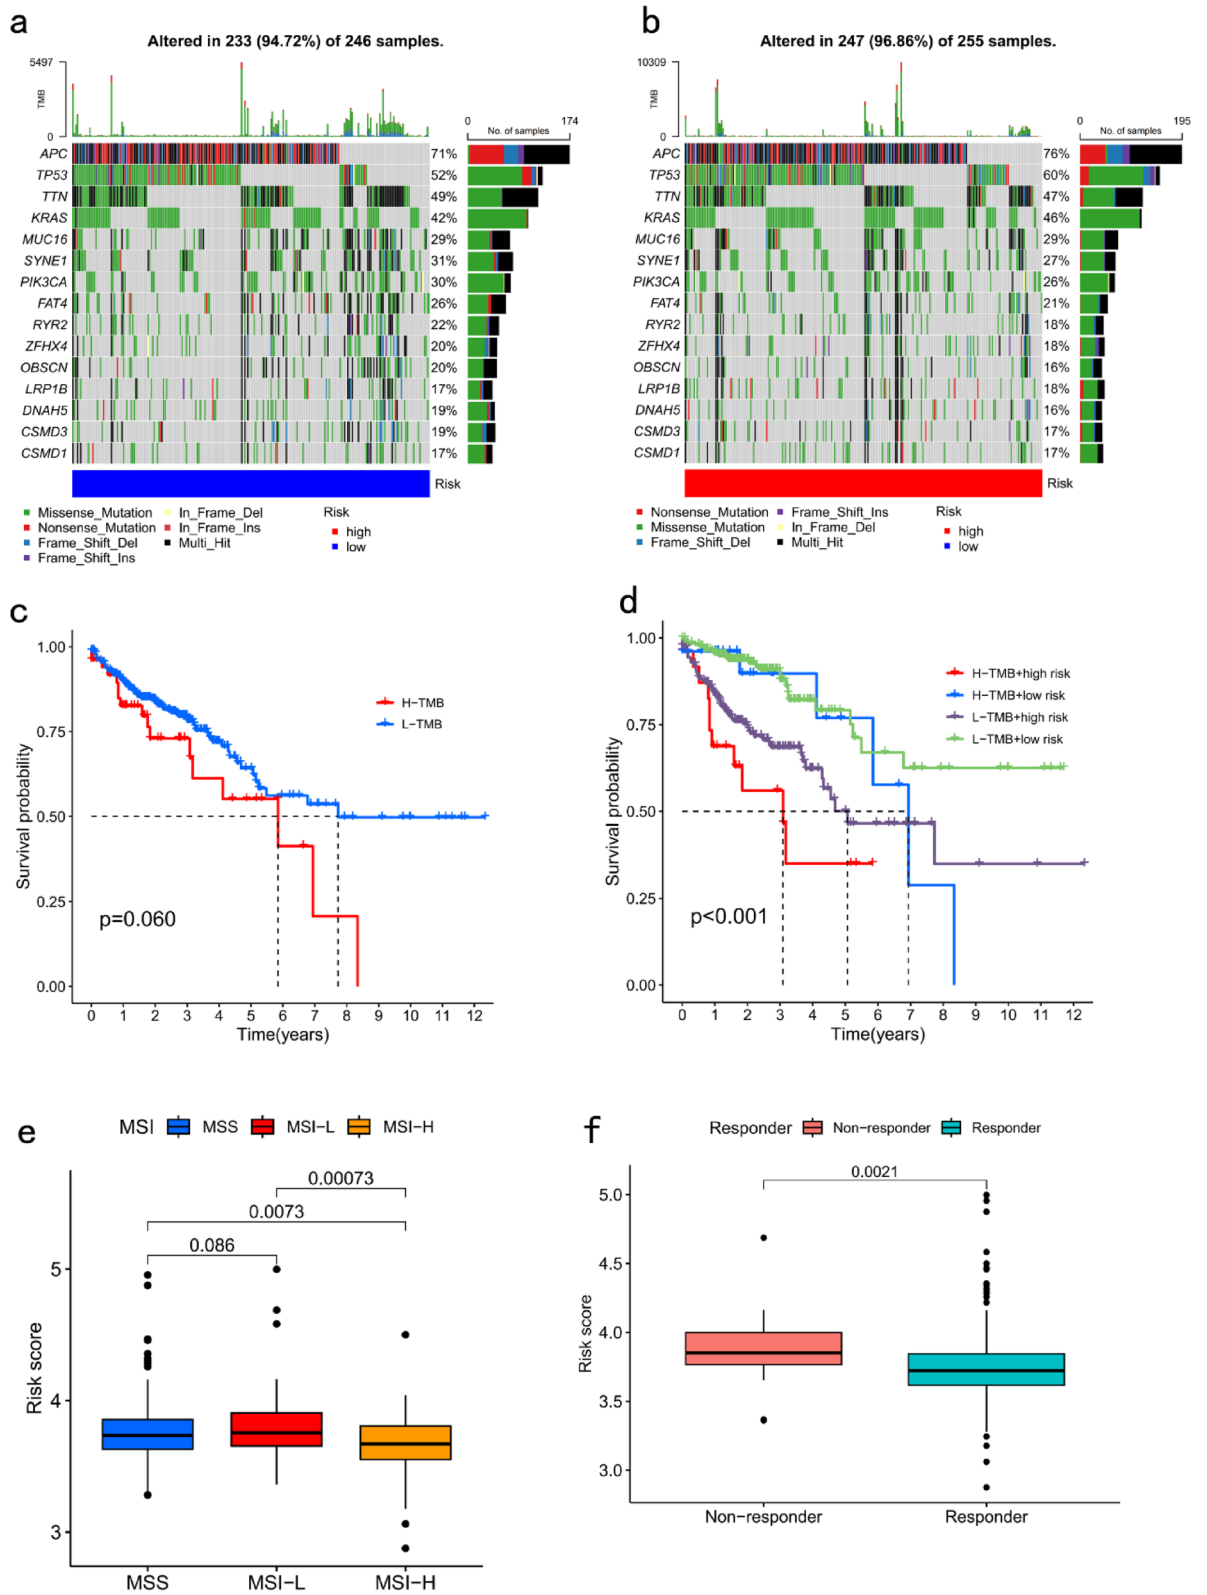 a
Altered in 233 (94.72%) of 246 samples.
5497
TMB
0
0 174
No. of samples
APC 71%
TP53 52%
TTN 49%
KRAS 42%
MUC16 29%
SYNE1 31%
PIK3CA 30%
FAT4 26%
RYR2 22%
ZFHX4 20%
OBSCN 20%
LRP1B 17%
DNAH5 19%
CSMD3 19%
CSMD1 17%
Risk
Missense_Mutation In_Frame_Del Risk
Nonsense_Mutation In_Frame_Ins high
Frame_Shift_Del Multi_Hit low
Frame_Shift_Ins
b
Altered in 247 (96.86%) of 255 samples.
10309
TMB
0
0 195
No. of samples
APC 76%
TP53 60%
TTN 47%
KRAS 46%
MUC16 29%
SYNE1 27%
PIK3CA 26%
FAT4 21%
RYR2 18%
ZFHX4 18%
OBSCN 16%
LRP1B 18%
DNAH5 16%
CSMD3 17%
CSMD1 17%
Risk
Nonsense_Mutation Frame_Shift_Ins Risk
Missense_Mutation In_Frame_Del high
Frame_Shift_Del Multi_Hit low
c
Survival probability
1.00
0.75
0.50
0.25
0.00
H-TMB
L-TMB
p=0.060
0 1 2 3 4 5 6 7 8 9 10 11 12
Time(years)
d
Survival probability
1.00
0.75
0.50
0.25
0.00
H-TMB+high risk
H-TMB+low risk
L-TMB+high risk
L-TMB+low risk
p<0.001
0 1 2 3 4 5 6 7 8 9 10 11 12
Time(years)
e
MSI MSS MSI-L MSI-H
0.00073
0.0073
0.086
Risk score
5
4
3
MSS MSI-L MSI-H
f
Responder Non-responder Responder
0.0021
Risk score
5.0
4.5
4.0
3.5
3.0
Non-responder Responder